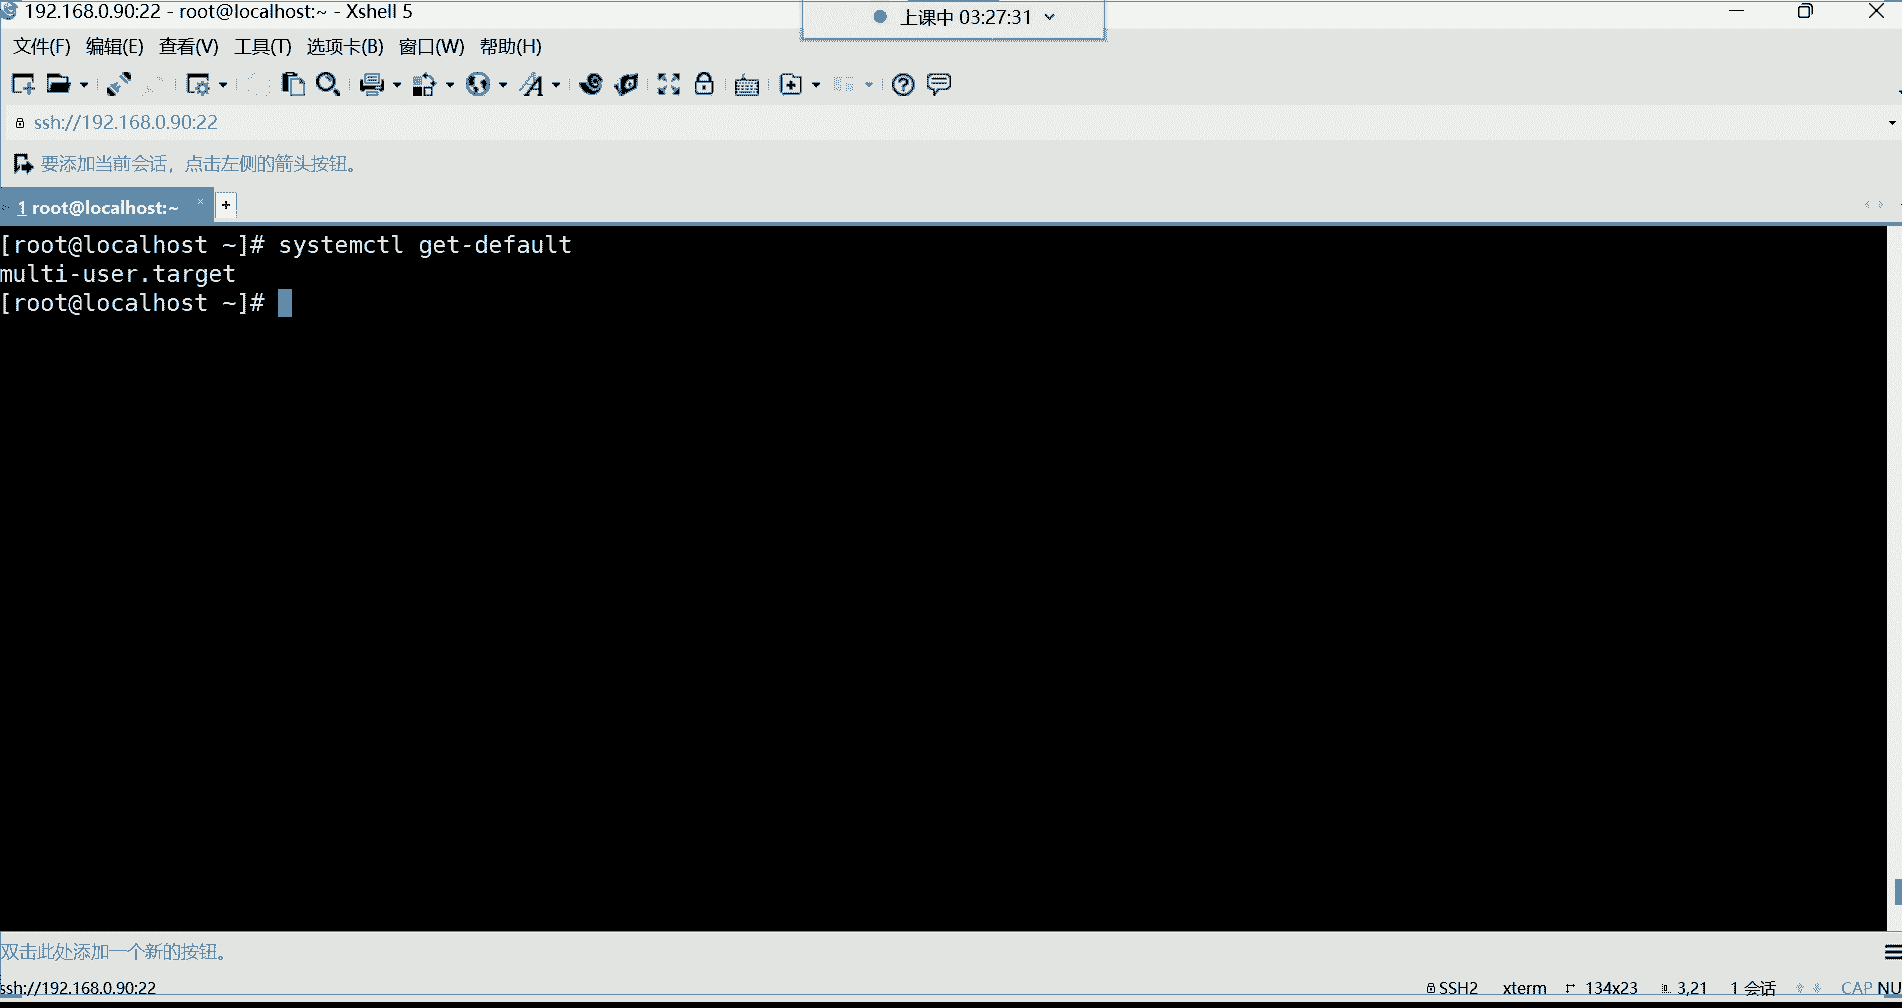 192.168.0.90:22 - root@localhost:~ - Xshell 5
上课中 03:27:31
文件(F) 编辑(E) 查看(V) 工具(T) 选项卡(B) 窗口(W) 帮助(H)
ssh://192.168.0.90:22
要添加当前会话，点击左侧的箭头按钮。
1 root@localhost:~
[root@localhost ~]# systemctl get-default
multi-user.target
[root@localhost ~]#
双击此处添加一个新的按钮。
ssh://192.168.0.90:22 SSH2 xterm 134x23 3,21 1 会话 CAP NU